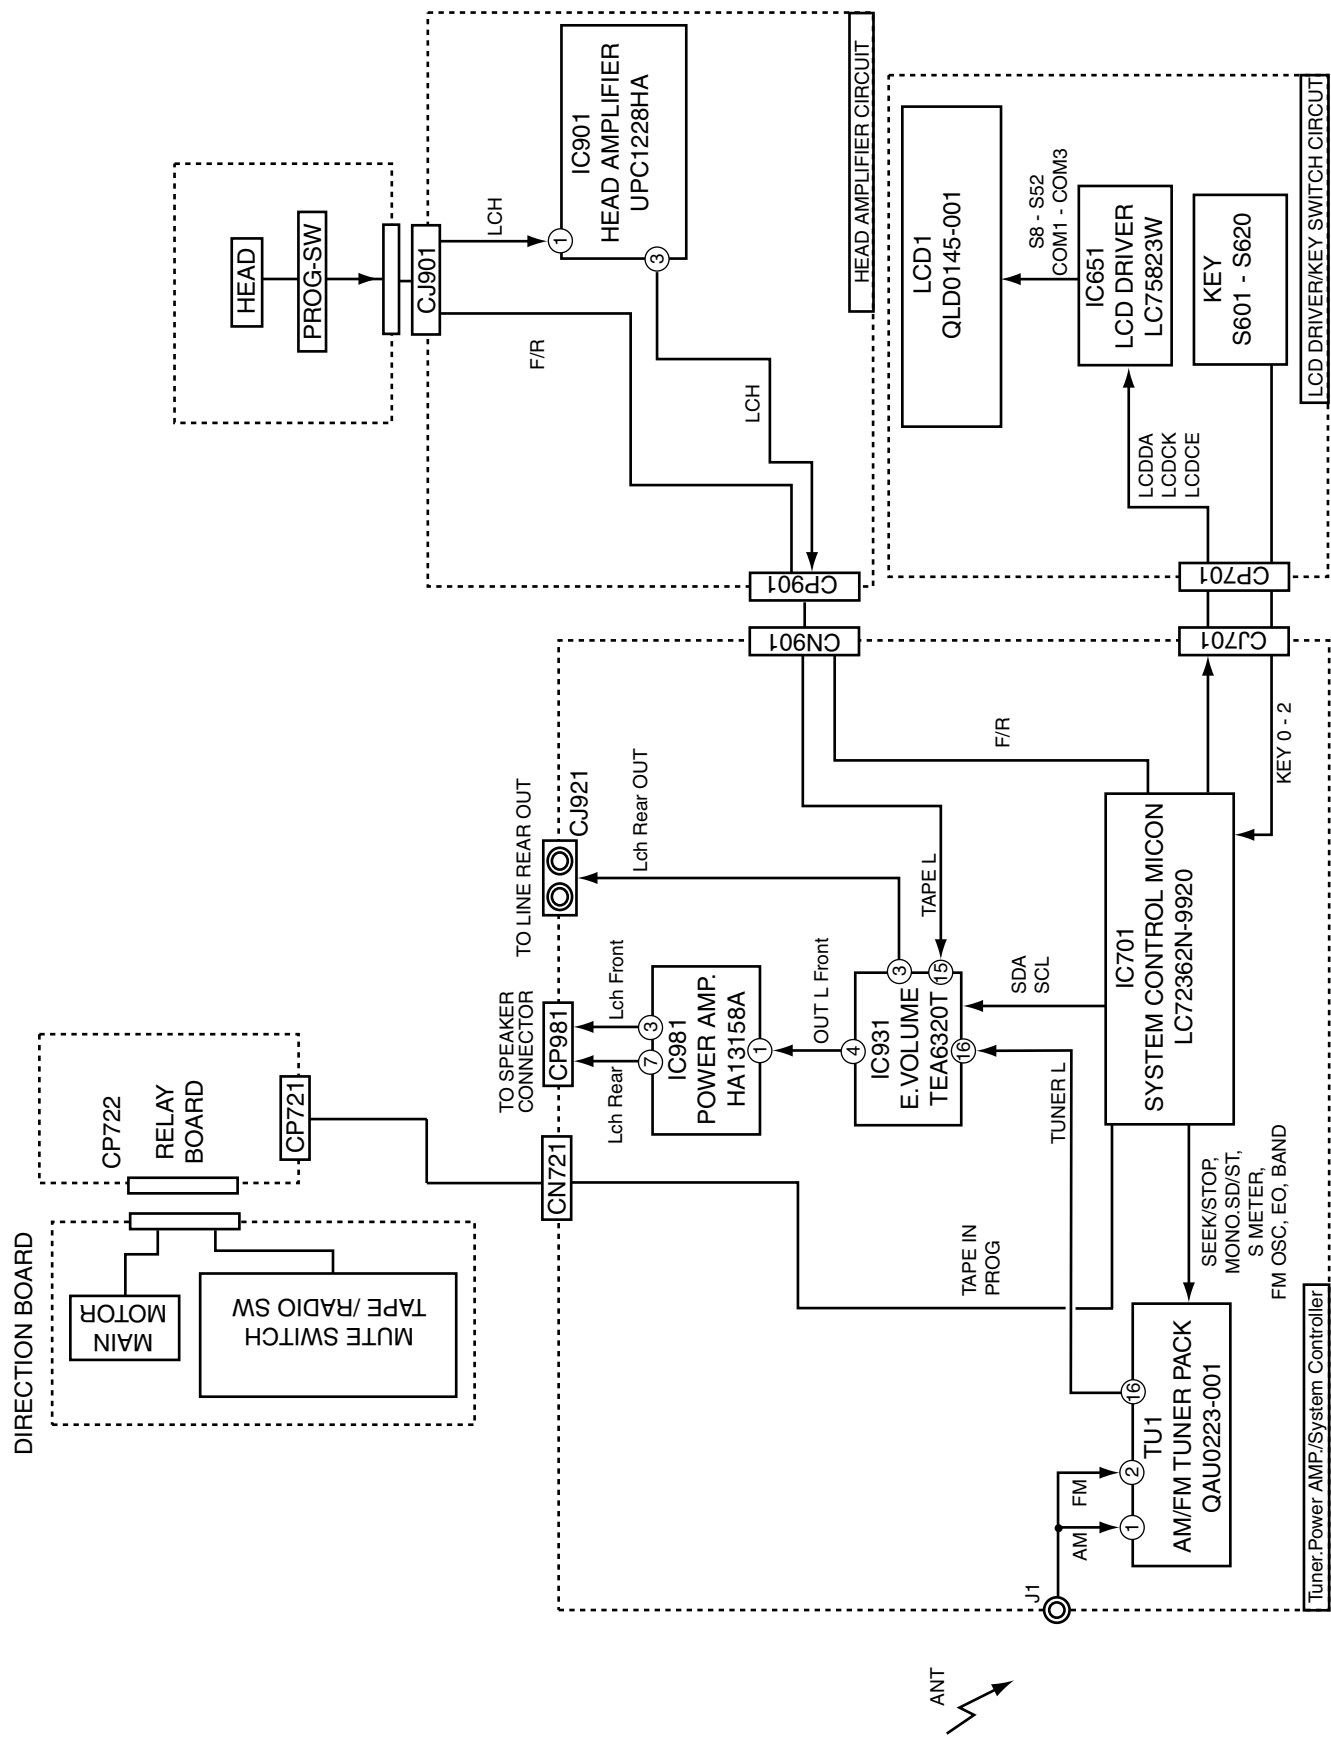 DIRECTION BOARD
MAIN
MOTOR
MUTE SWITCH
TAPE /RADIO SW
CP722
RELAY
BOARD
CP721
HEAD
PROG-SW
CJ901
LCH
F/R
1
IC901
HEAD AMPLIFIER
UPC1228HA
3
LCH
CP901
HEAD AMPLIFIER CIRCUIT
TO SPEAKER
CONNECTOR
TO LINE REAR OUT
CN721
CP981
CJ921
Lch Rear
Lch Front
Lch Rear OUT
7
3
IC981
POWER AMP.
HA13158A
1
OUT L Front
4
3
IC931
E.VOLUME
TEA6320T
16
15
TAPE L
CN901
F/R
SDA
SCL
TUNER L
TAPE IN
PROG
IC701
SYSTEM CONTROL MICON
LC72362N-9920
SEEK/STOP,
MONO.SD/ST,
S METER,
FM OSC, EO, BAND
KEY 0 - 2
CJ701
CP701
ANT
J1
AM
FM
1
2
16
TU1
AM/FM TUNER PACK
QAU0223-001
Tuner.Power AMP./System Controller
LCD1
QLD0145-001
S8 - S52
COM1 - COM3
IC651
LCD DRIVER
LC75823W
LCDDA
LCDCK
LCDCE
KEY
S601 - S620
LCD DRIVER/KEY SWITCH CIRCUT